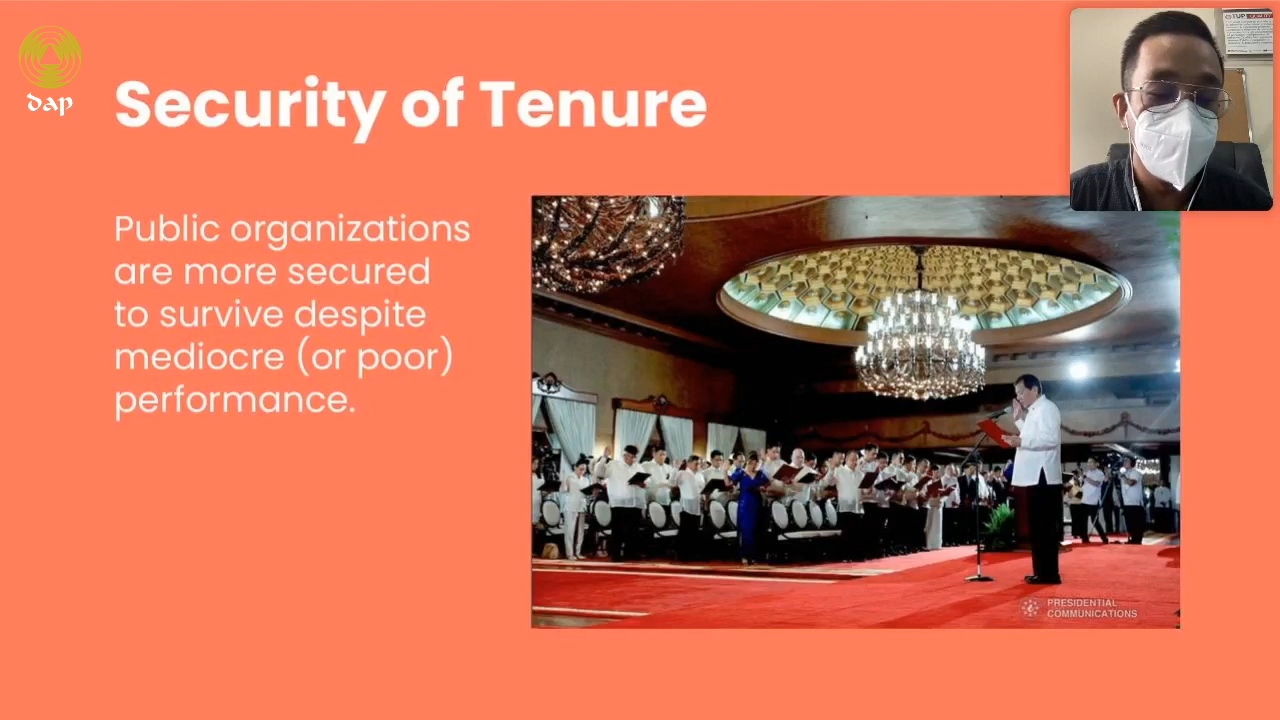 dap
Security of Tenure
Public organizations
are more secured
to survive despite
mediocre (or poor)
performance.
PRESIDENTIAL
COMMUNICATIONS